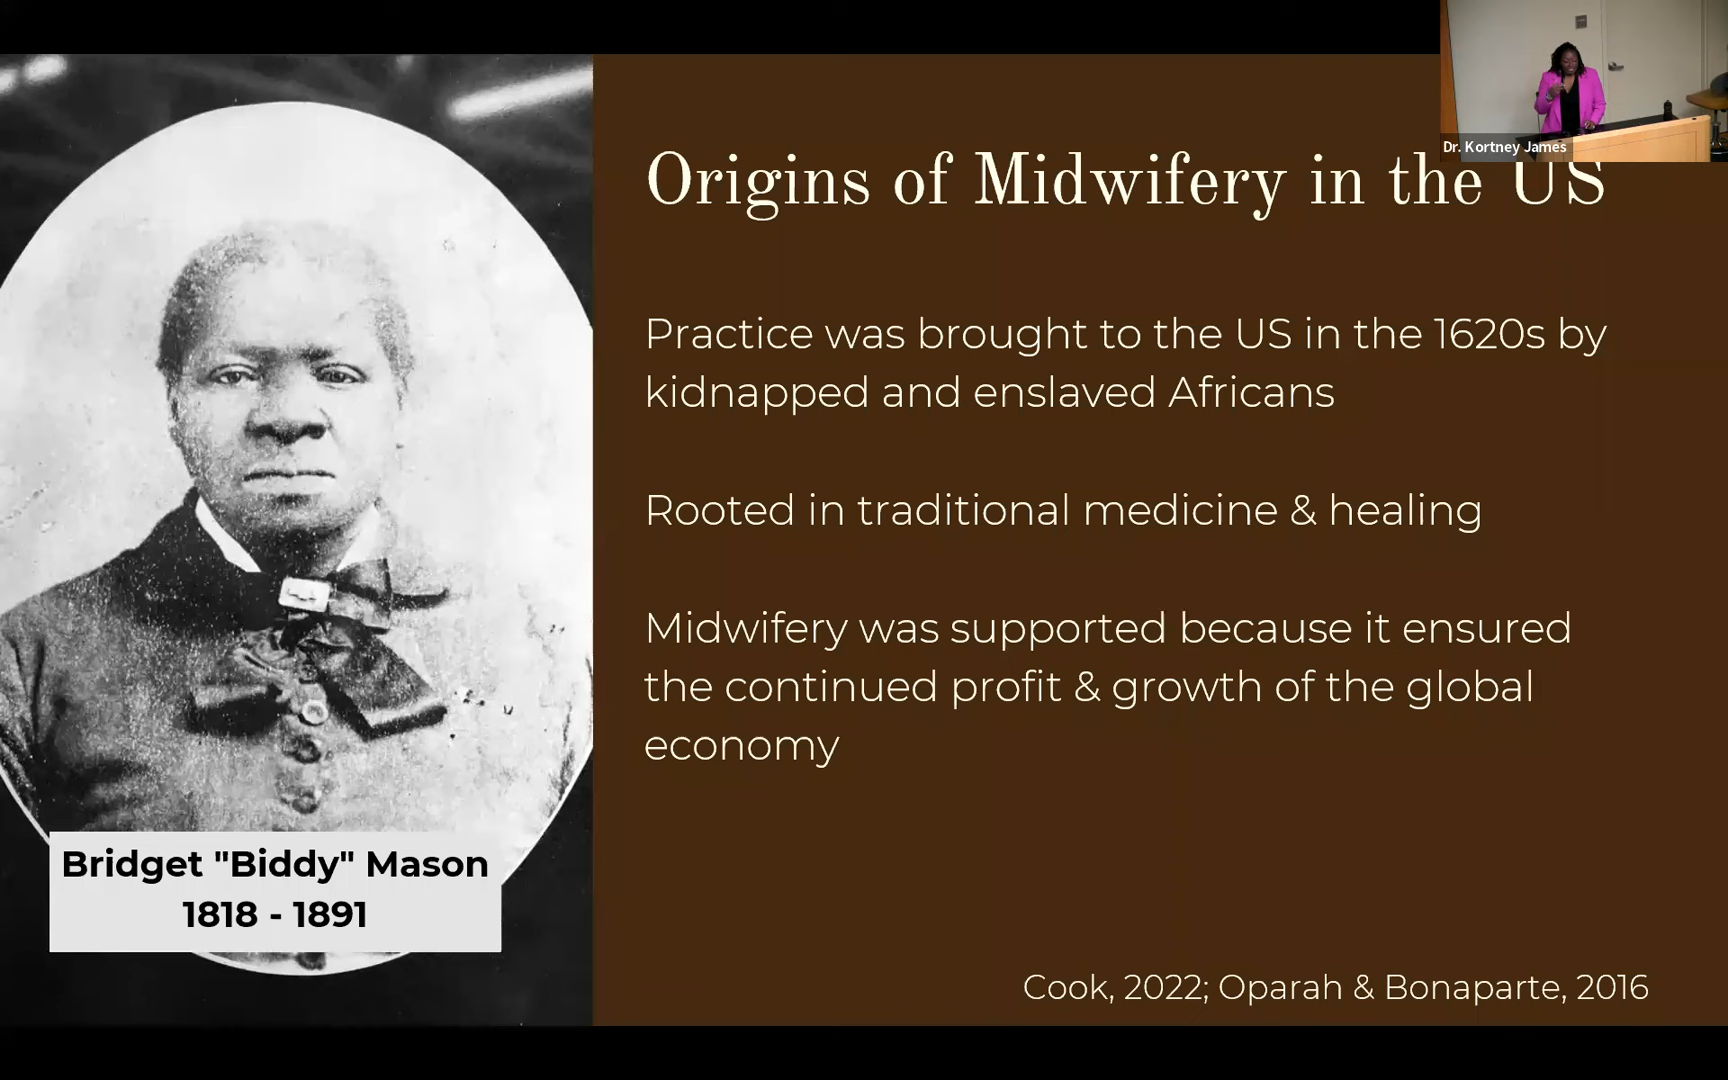 Dr. Kortney James
Origins of Midwifery in the US
Practice was brought to the US in the 1620s by
kidnapped and enslaved Africans
Rooted in traditional medicine & healing
Midwifery was supported because it ensured
the continued profit & growth of the global
economy
Bridget "Biddy" Mason
1818 - 1891
Cook, 2022; Oparah & Bonaparte, 2016